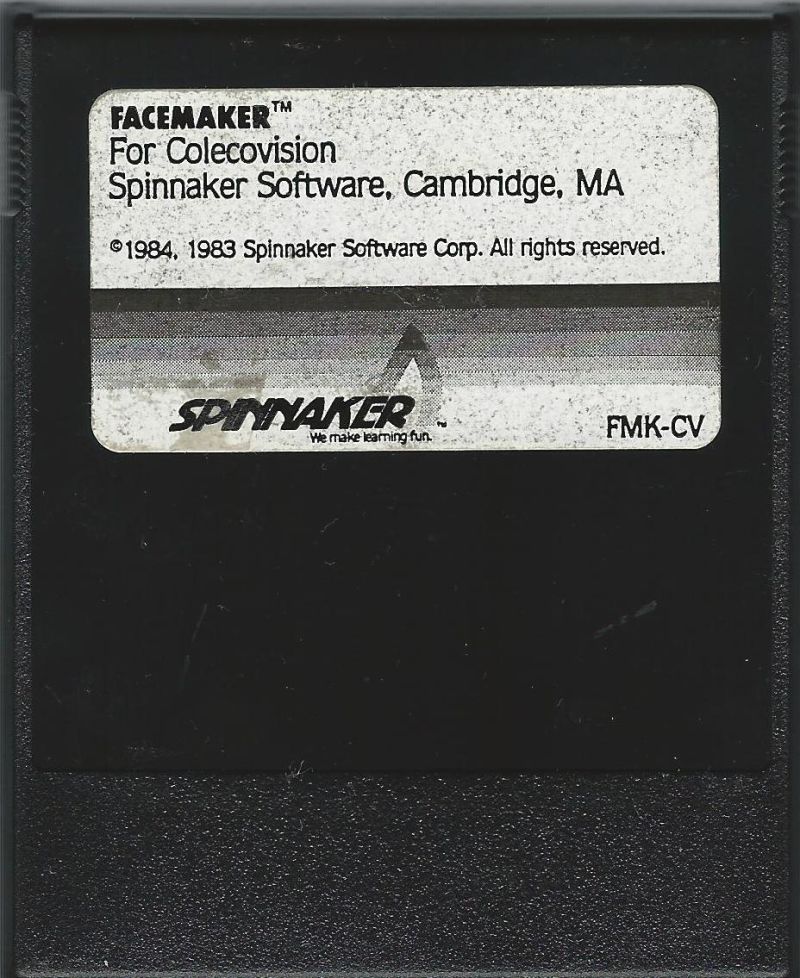 FACEMAKER™
For Colecovision
Spinnaker Software, Cambridge, MA
©1984, 1983 Spinnaker Software Corp. All rights reserved.
SPINNAKER™
We make learning fun.
FMK-CV